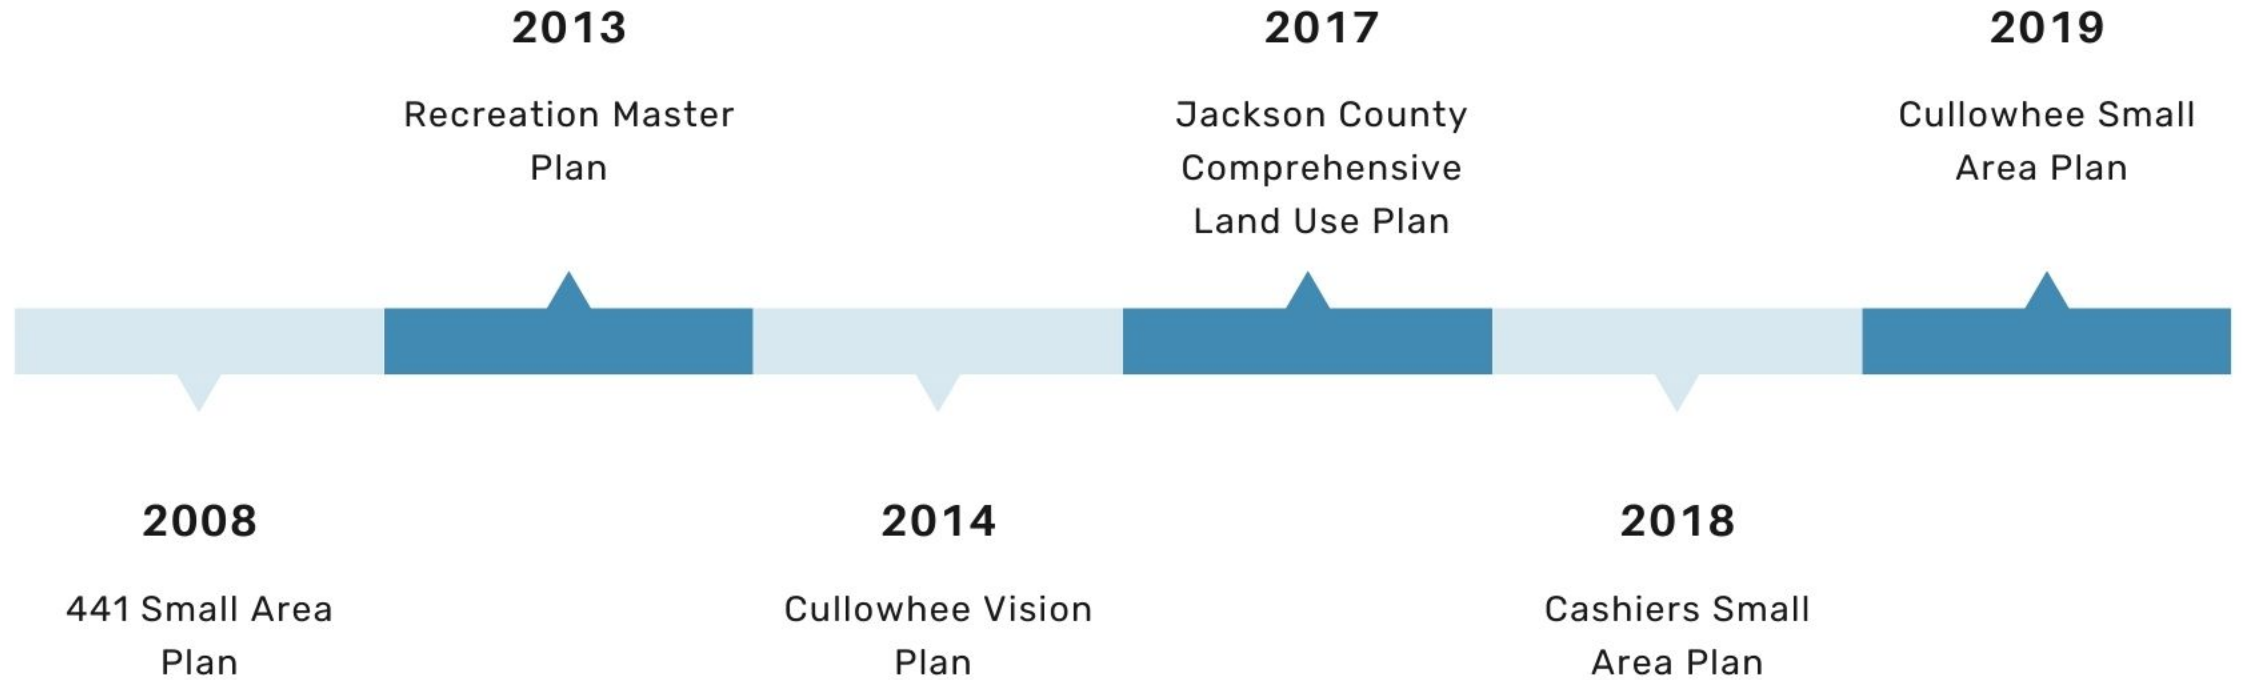 2013
Recreation Master
Plan
2017
Jackson County
Comprehensive
Land Use Plan
2019
Cullowhee Small
Area Plan
2008
441 Small Area
Plan
2014
Cullowhee Vision
Plan
2018
Cashiers Small
Area Plan